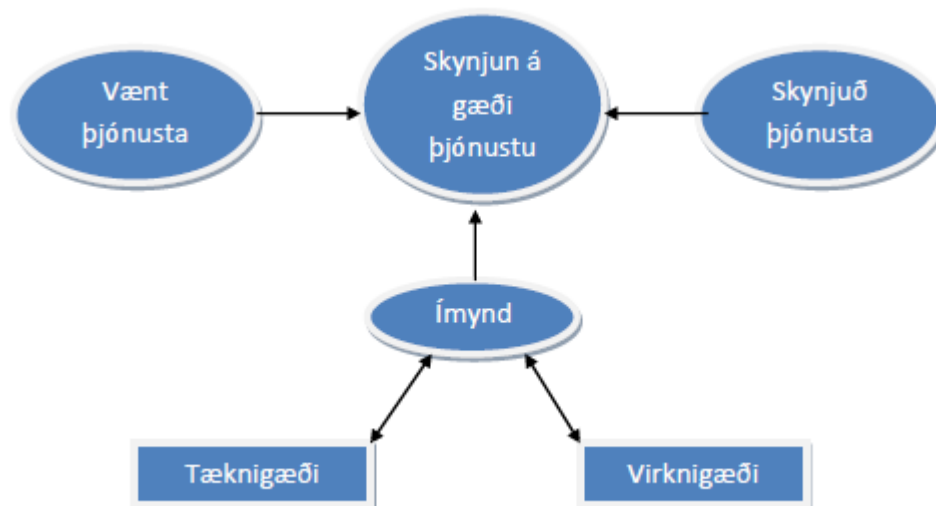 Vænt
þjónusta
Skynjun á
gæði
þjónustu
Skynjuð
þjónusta
Ímynd
Tæknigæði
Virknigæði